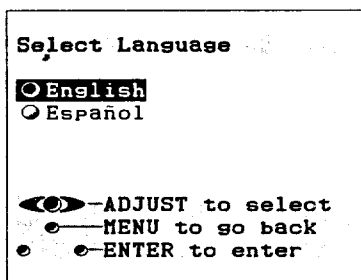 Select Language
English
Español
ADJUST to select
MENU to go back
ENTER to enter